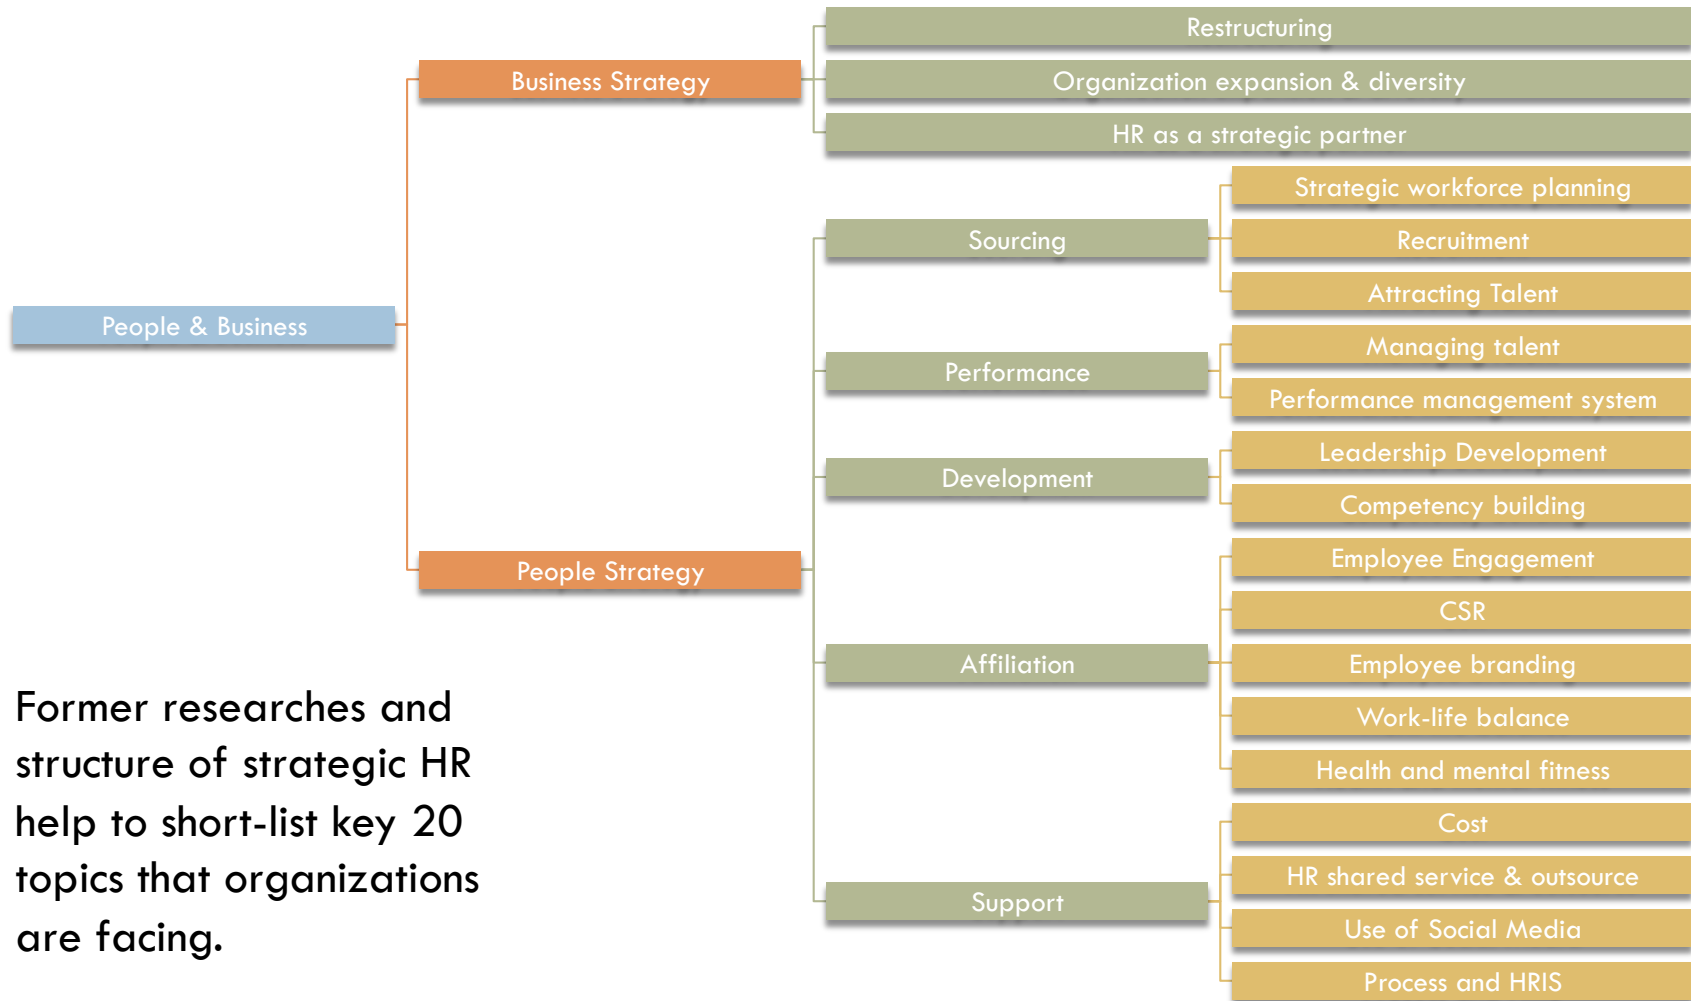 People & Business
Business Strategy
Restructuring
Organization expansion & diversity
HR as a strategic partner
People Strategy
Sourcing
Strategic workforce planning
Recruitment
Attracting Talent
Performance
Managing talent
Performance management system
Development
Leadership Development
Competency building
Affiliation
Employee Engagement
CSR
Employee branding
Work-life balance
Health and mental fitness
Support
Cost
HR shared service & outsource
Use of Social Media
Process and HRIS
Former researches and
structure of strategic HR
help to short-list key 20
topics that organizations
are facing.